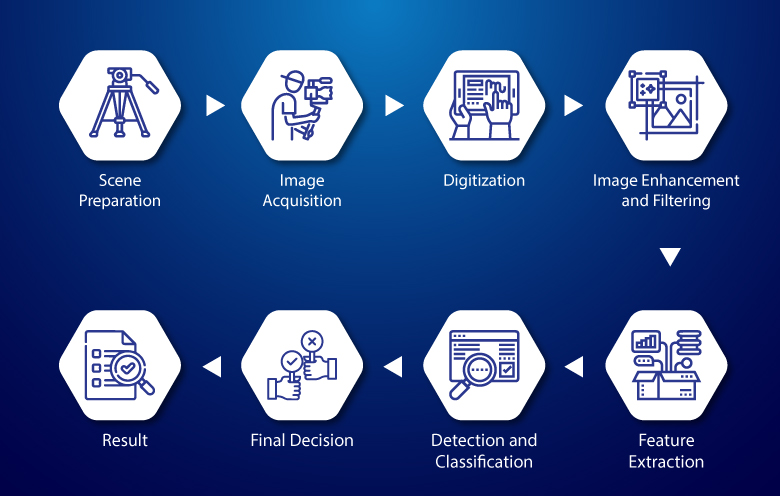 Scene
Preparation
Image
Acquisition
Digitization
Image Enhancement
and Filtering
Feature
Extraction
Detection and
Classification
Final Decision
Result